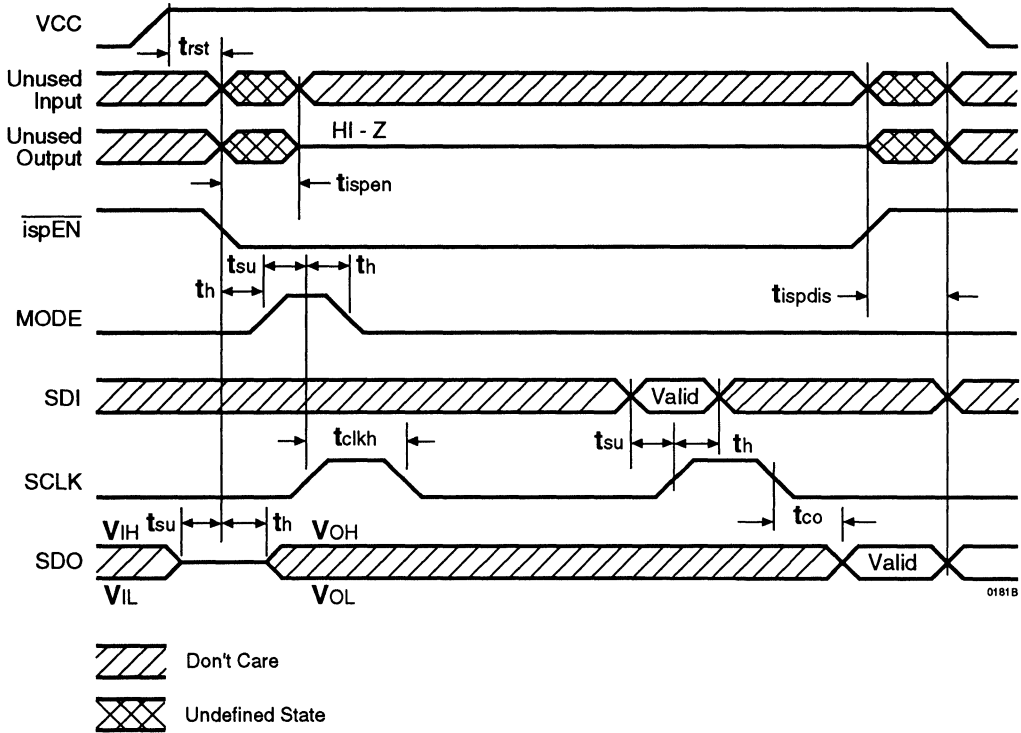 VCC
trst
Unused
Input
Unused
Output
HI - Z
tispen
ispEN
tsu
th
th
tispdis
MODE
SDI
Valid
tclkh
tsu
th
SCLK
tsu
th
tco
VIH
VOH
SDO
Valid
VIL
VOL
0181B
Don't Care
Undefined State